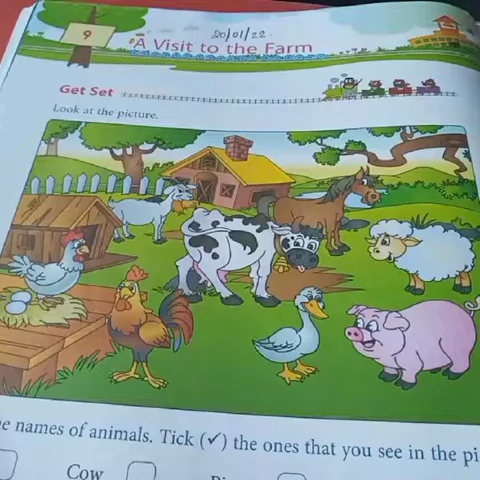 9
20/01/22
A Visit to the Farm
Get Set
Look at the picture.
names of animals. Tick (✓) the ones that you see in the
Cow